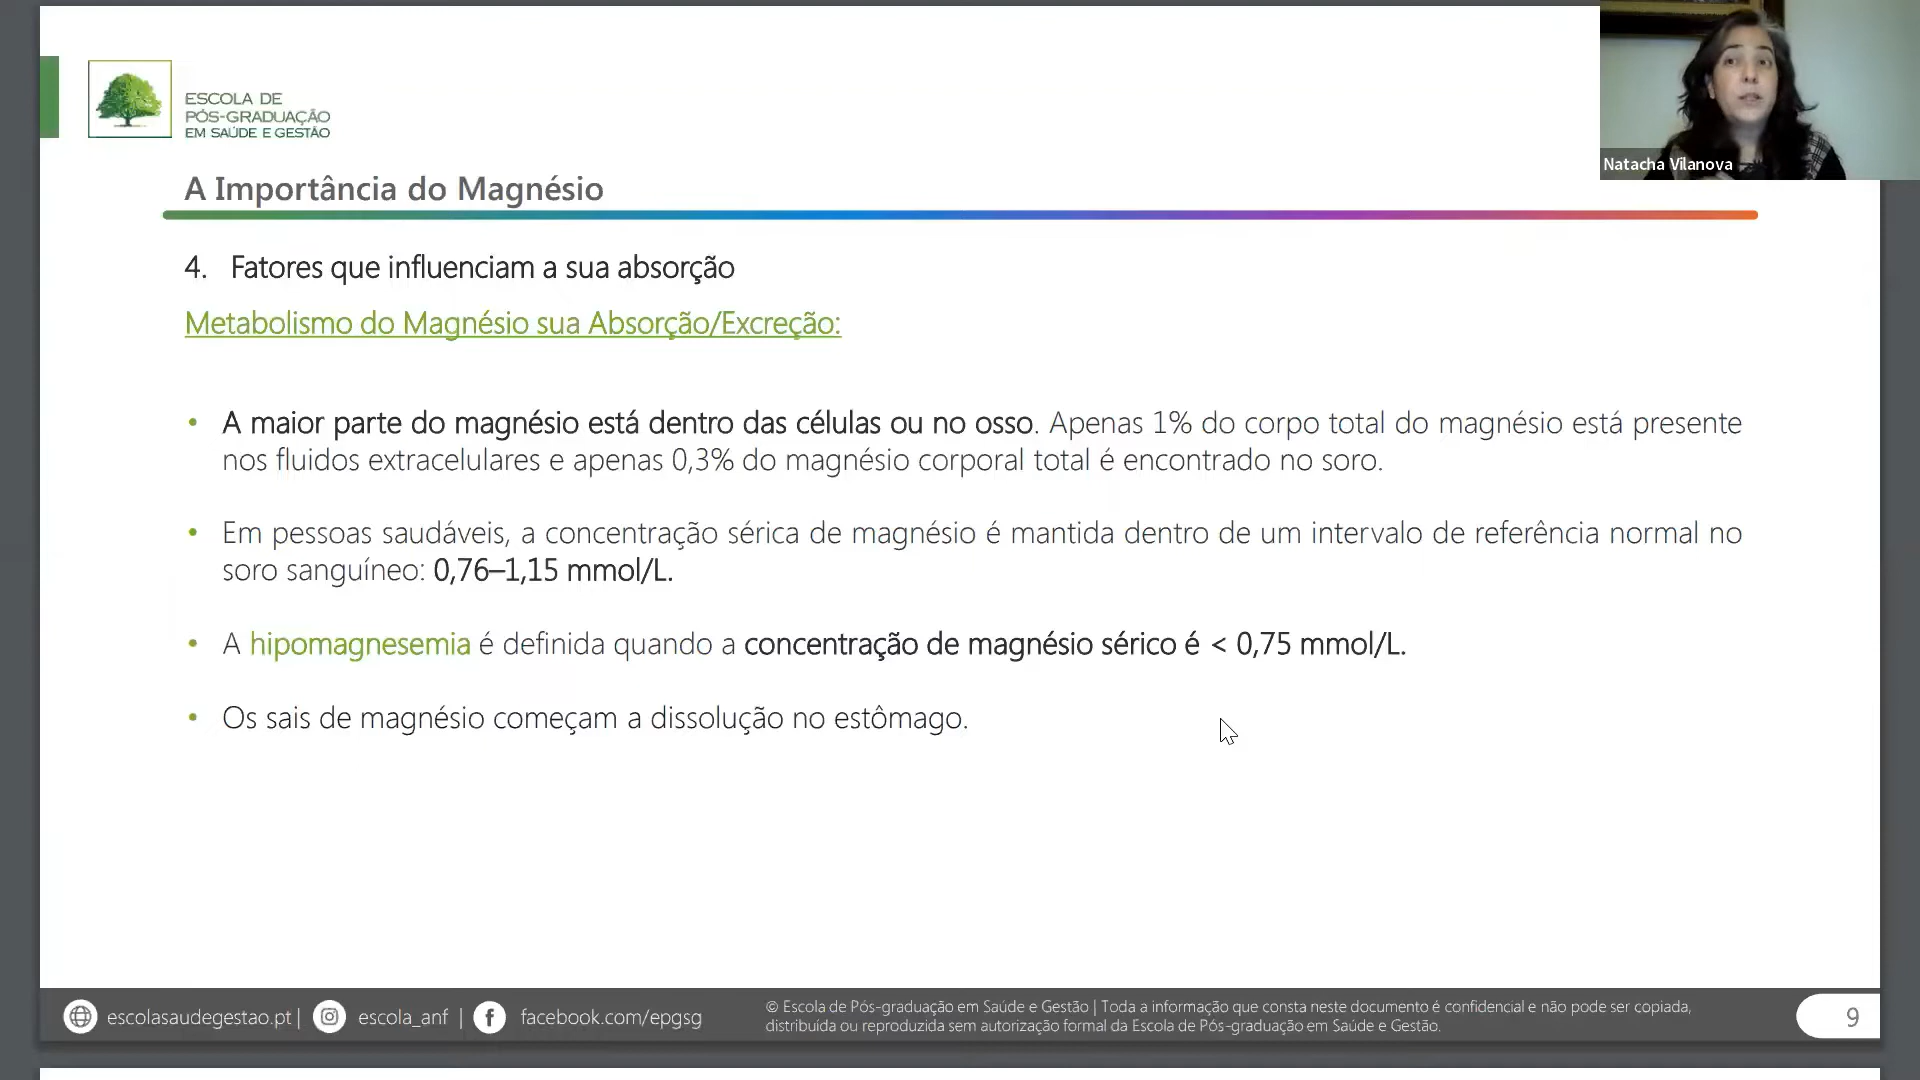 ESCOLA DE
PÓS-GRADUAÇÃO
EM SAÚDE E GESTÃO
Natacha Vilanova
A Importância do Magnésio
4. Fatores que influenciam a sua absorção
Metabolismo do Magnésio sua Absorção/Excreção:
• A maior parte do magnésio está dentro das células ou no osso. Apenas 1% do corpo total do magnésio está presente
nos fluidos extracelulares e apenas 0,3% do magnésio corporal total é encontrado no soro.
• Em pessoas saudáveis, a concentração sérica de magnésio é mantida dentro de um intervalo de referência normal no
soro sanguíneo: 0,76–1,15 mmol/L.
• A hipomagnesemia é definida quando a concentração de magnésio sérico é < 0,75 mmol/L.
• Os sais de magnésio começam a dissolução no estômago.
escolasaudegestao.pt | escola_anf | facebook.com/epgsg
© Escola de Pós-graduação em Saúde e Gestão | Toda a informação que consta neste documento é confidencial e não pode ser copiada,
distribuída ou reproduzida sem autorização formal da Escola de Pós-graduação em Saúde e Gestão.
9